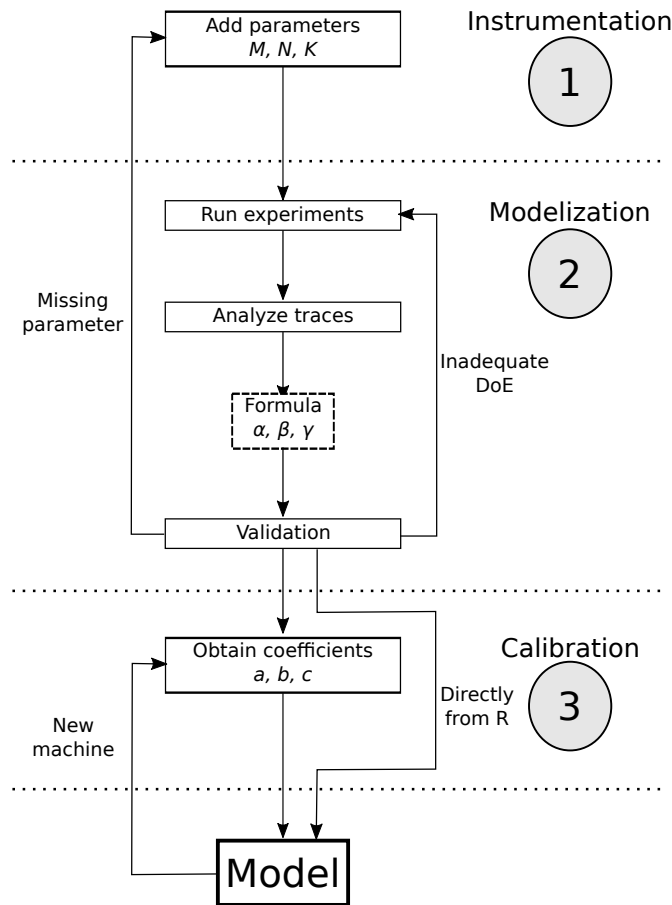 Add parameters
M, N, K
Instrumentation
1
Run experiments
Modelization
2
Missing
parameter
Analyze traces
Inadequate
DoE
Formula
α, β, γ
Validation
Obtain coefficients
a, b, c
Calibration
3
Directly
from R
New
machine
Model